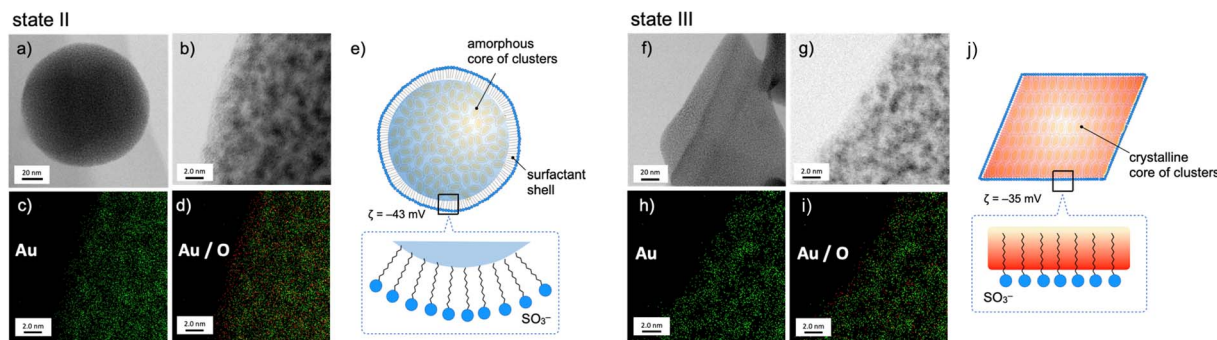 state II
a)
20 nm
b)
2.0 nm
c)
Au
2.0 nm
d)
Au / O
2.0 nm
e)
amorphous
core of clusters
surfactant
shell
ζ = –43 mV
SO₃⁻
state III
f)
20 nm
g)
2.0 nm
h)
2.0 nm
i)
Au / O
2.0 nm
j)
crystalline
core of clusters
ζ = –35 mV
SO₃⁻